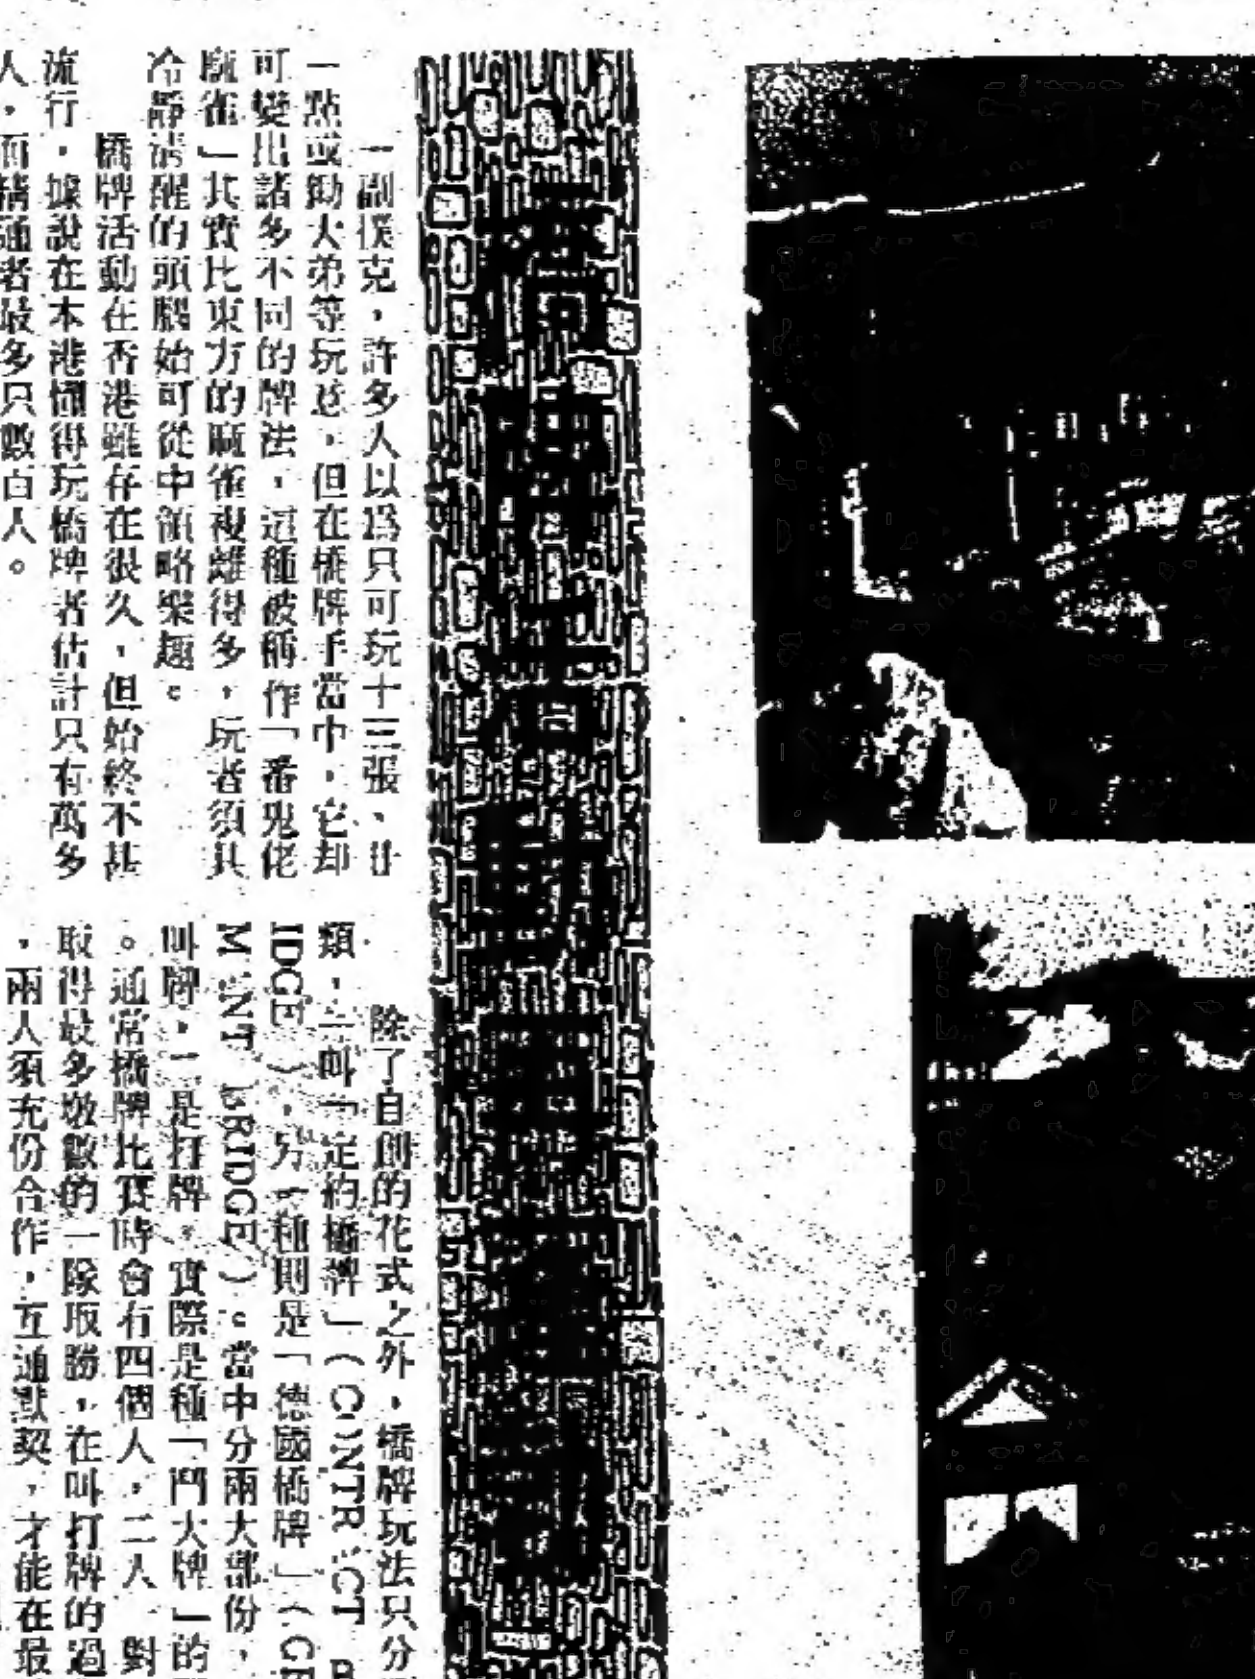 一副僕克，許多人以爲只可玩十三張、廿
一點或鋤大弟等玩意，但在橋牌手當中，它却
可變出諸多不同的牌法，這種被稱作「番鬼佬
麻雀」其實比東方的麻雀複雜得多，玩者須具
冷靜清醒的頭腦始可從中領略樂趣。
橋牌活動在香港雖存在很久，但始終不甚
流行，據說在本港懂得玩橋牌者估計只有萬多
人，而精通者最多只數百人。
除了自創的花式之外，橋牌玩法只分
類，一叫「定約橋牌」（CONTRACT
IDGE），另一種則是「德國橋牌」（GE
BRIDGE）。當中分兩大部份，
叫牌，二是打牌。實際是種「鬥大牌」的
。通常橋牌比賽時會有四個人，二人 對
取得最多墩數的一隊取勝，在叫打牌的過
，兩人須充份合作，互通默契，才能在最